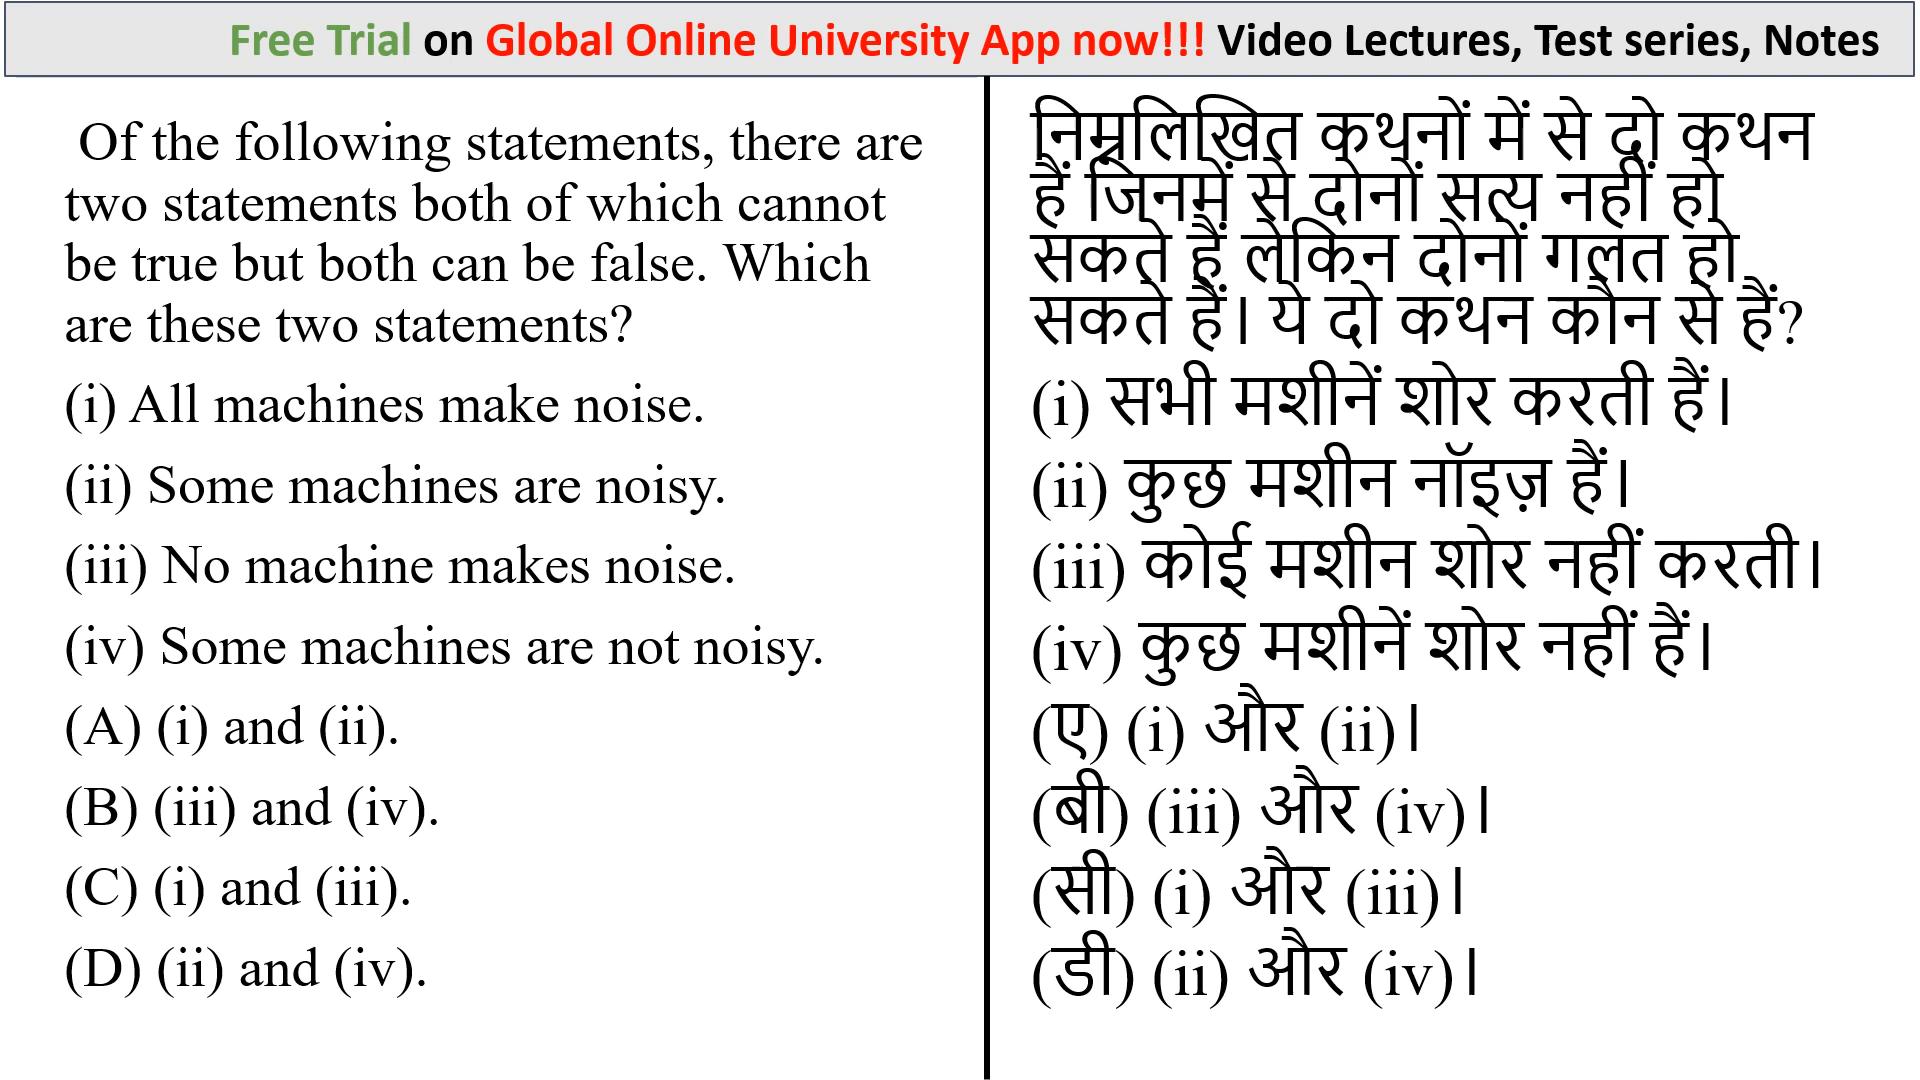 Free Trial on Global Online University App now!!! Video Lectures, Test series, Notes
Of the following statements, there are
two statements both of which cannot
be true but both can be false. Which
are these two statements?
(i) All machines make noise.
(ii) Some machines are noisy.
(iii) No machine makes noise.
(iv) Some machines are not noisy.
(A) (i) and (ii).
(B) (iii) and (iv).
(C) (i) and (iii).
(D) (ii) and (iv).
निम्नलिखित कथनों में से दो कथन
हैं जिनमें से दोनों सत्य नहीं हो
सकते हैं लेकिन दोनों गलत हो
सकते हैं। ये दो कथन कौन से हैं?
(i) सभी मशीनें शोर करती हैं।
(ii) कुछ मशीन नॉइज़ हैं।
(iii) कोई मशीन शोर नहीं करती।
(iv) कुछ मशीनें शोर नहीं हैं।
(ए) (i) और (ii)।
(बी) (iii) और (iv)।
(सी) (i) और (iii)।
(डी) (ii) और (iv)।